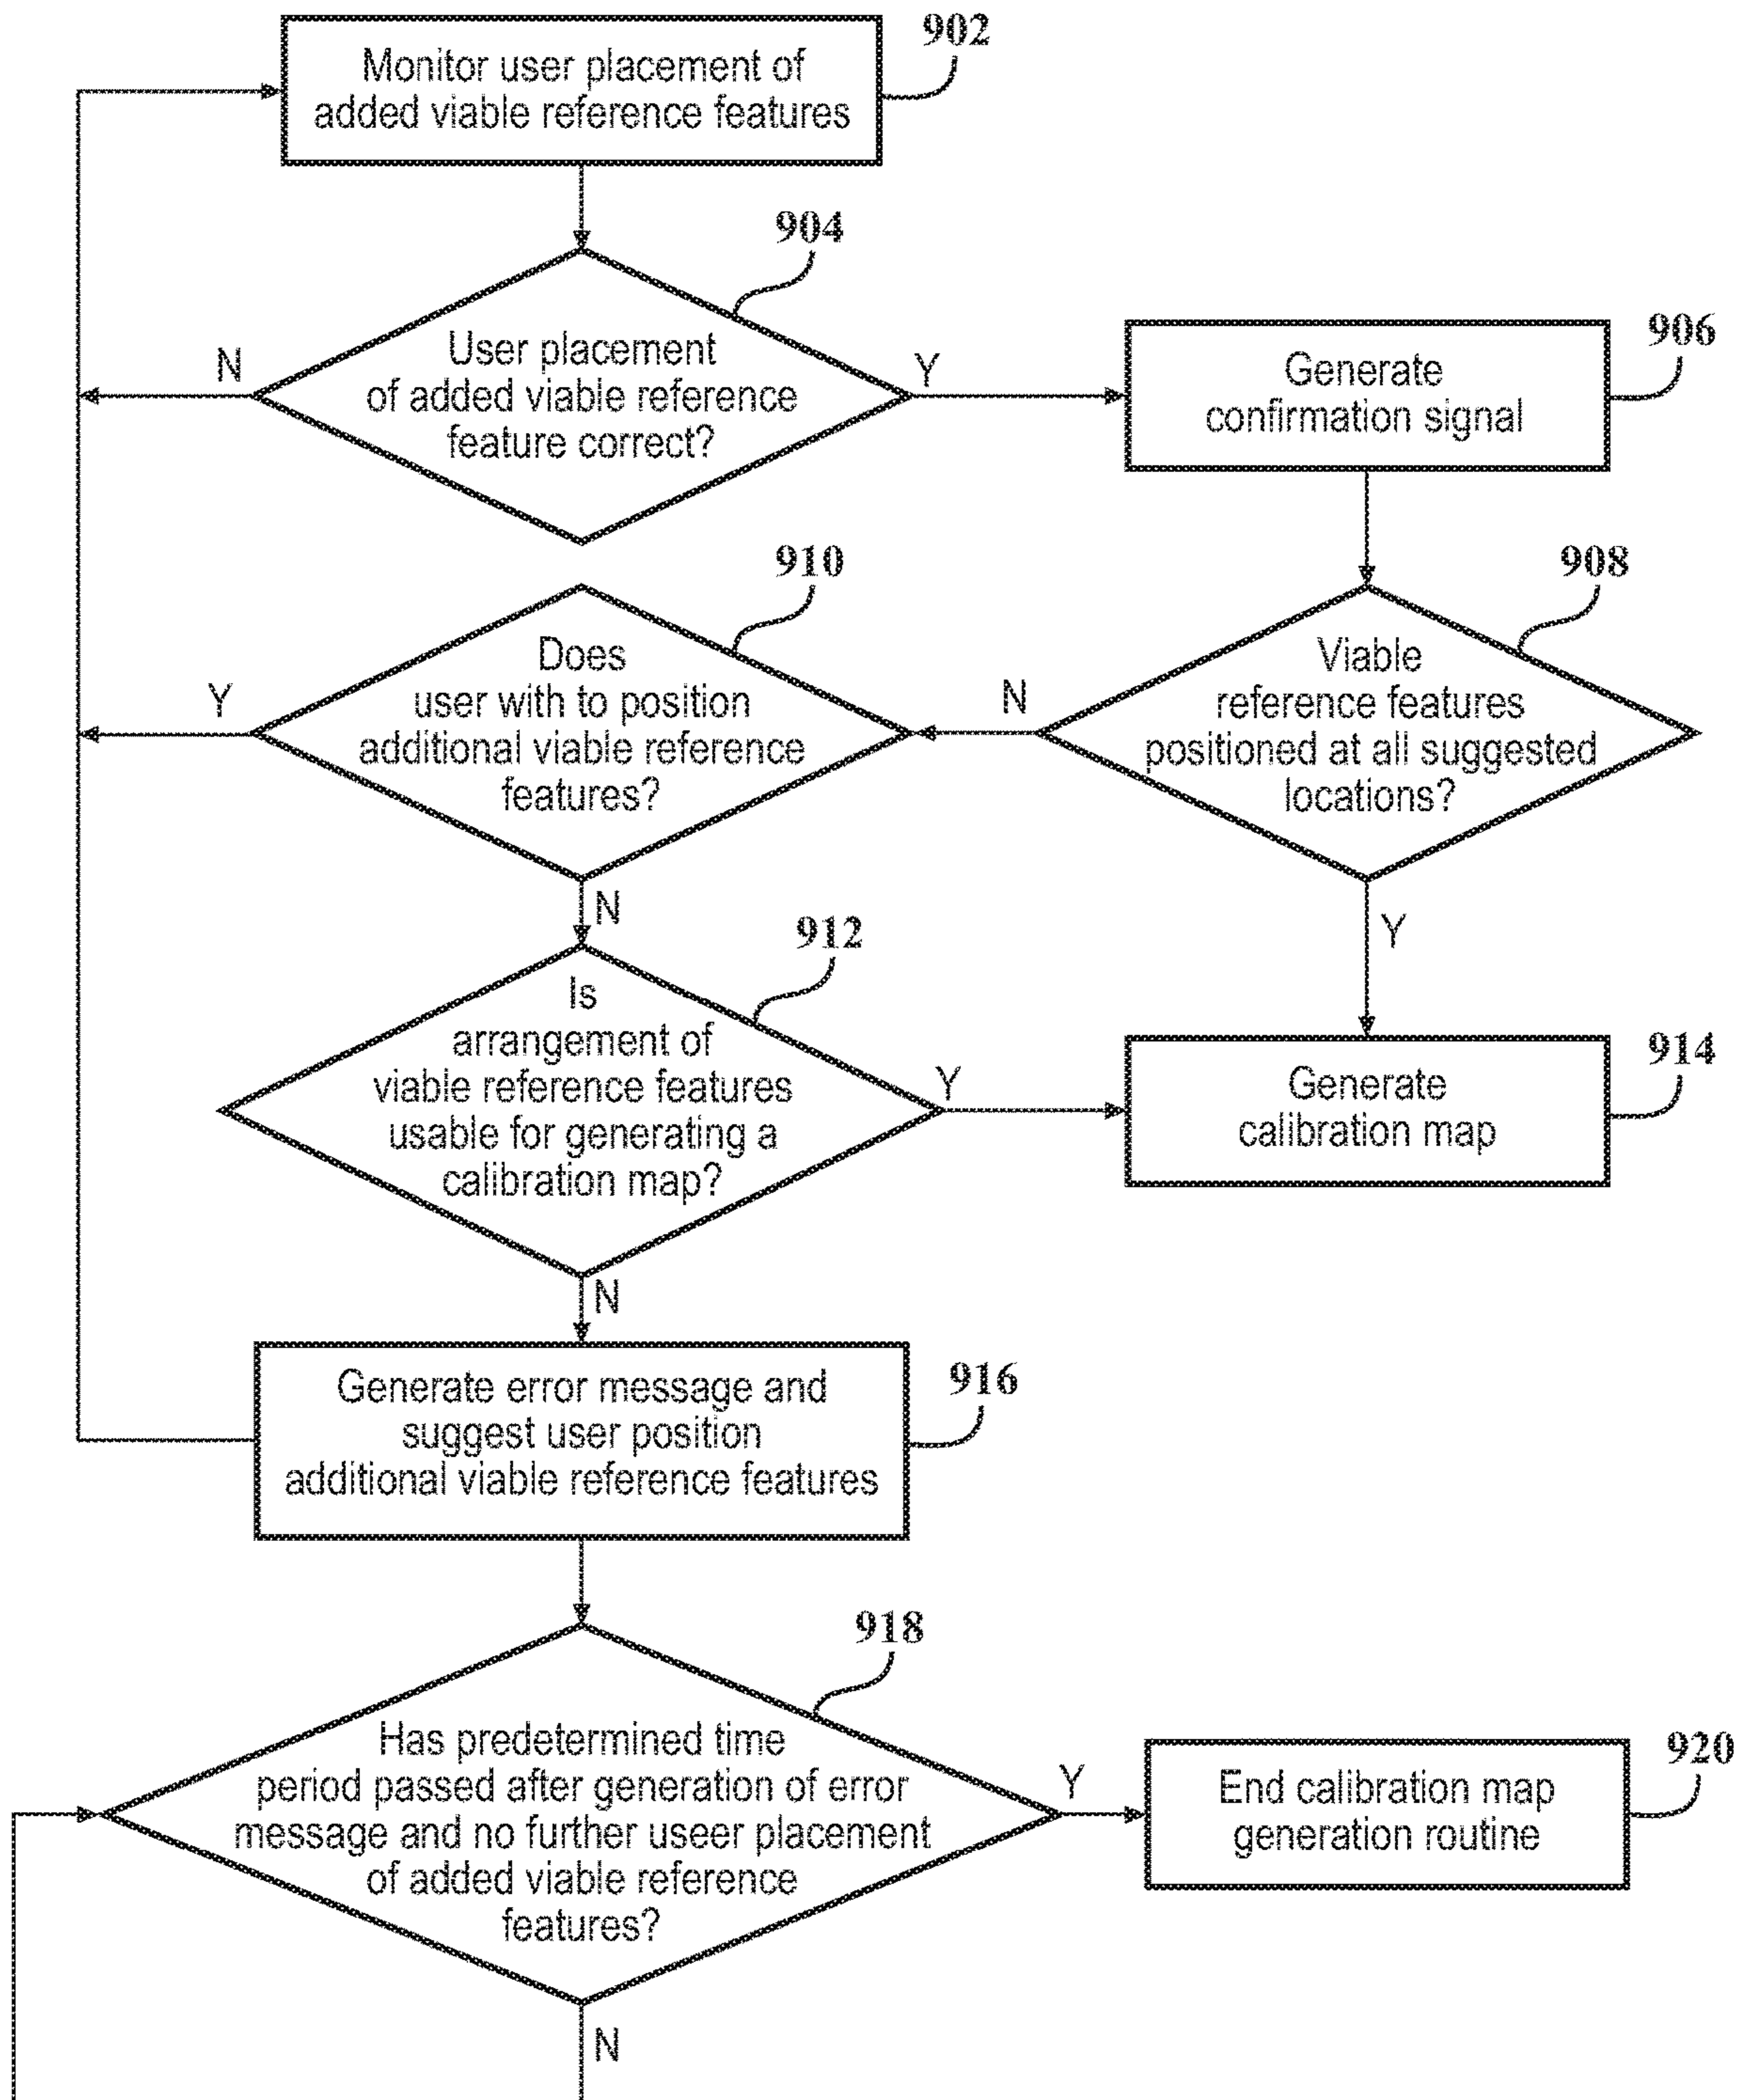 902
Monitor user placement of
added viable reference features
904
User placement
of added viable reference
feature correct?
N
Y
906
Generate
confirmation signal
910
Does
user with to position
additional viable reference
features?
Y
N
908
Viable
reference features
positioned at all suggested
locations?
N
Y
912
Is
arrangement of
viable reference features
usable for generating a
calibration map?
Y
N
914
Generate
calibration map
916
Generate error message and
suggest user position
additional viable reference features
918
Has predetermined time
period passed after generation of error
message and no further useer placement
of added viable reference
features?
Y
N
920
End calibration map
generation routine